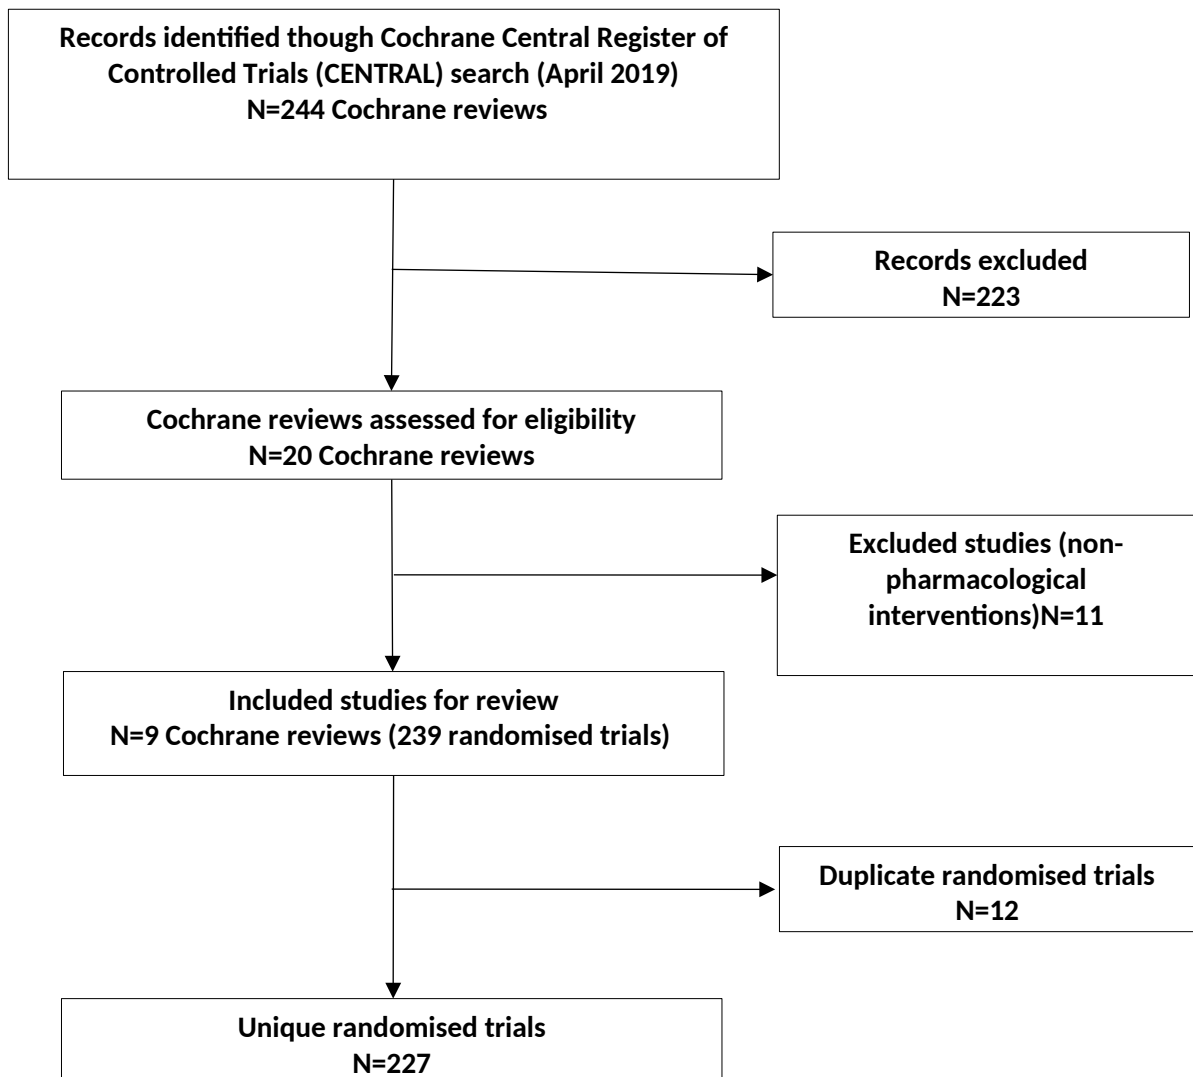 Records identified though Cochrane Central Register of
Controlled Trials (CENTRAL) search (April 2019)
N=244 Cochrane reviews
Records excluded
N=223
Cochrane reviews assessed for eligibility
N=20 Cochrane reviews
Excluded studies (non-
pharmacological
interventions)N=11
Included studies for review
N=9 Cochrane reviews (239 randomised trials)
Duplicate randomised trials
N=12
Unique randomised trials
N=227